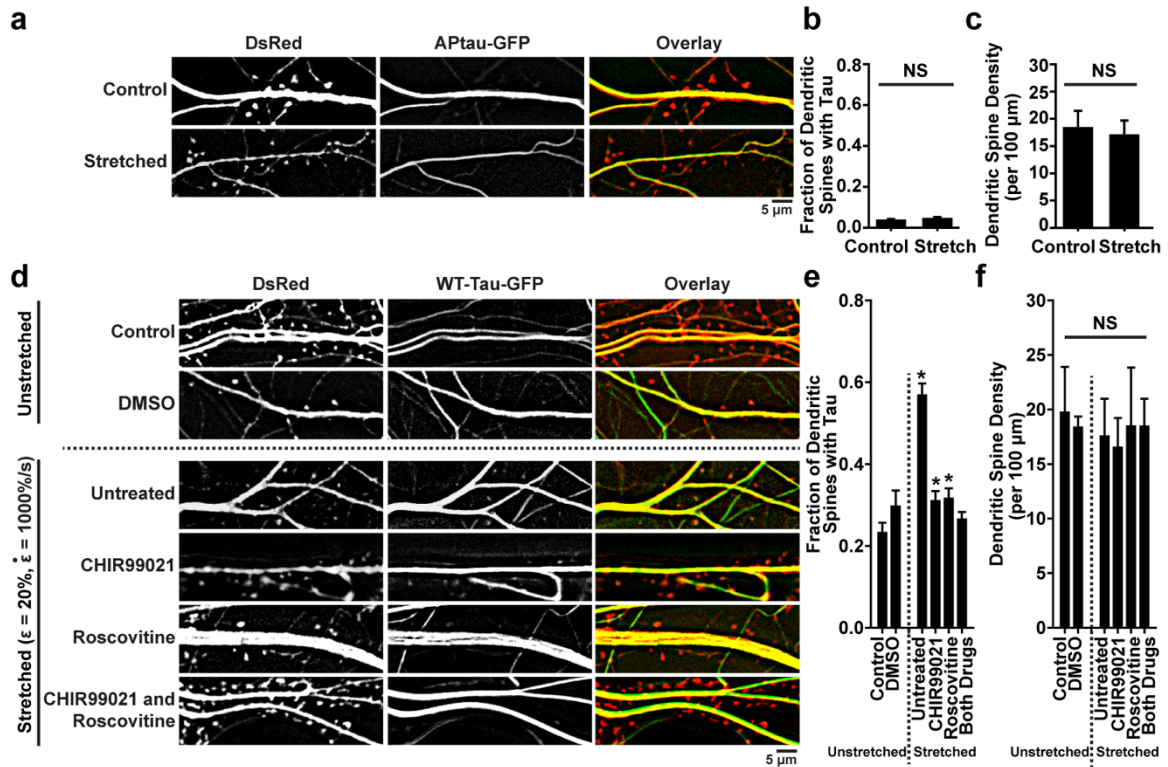 a
DsRed
APtau-GFP
Overlay
Control
Stretched
5 µm
b
Fraction of Dendritic
Spines with Tau
0.8
0.6
0.4
0.2
0.0
NS
Control
Stretch
c
Dendritic Spine Density
(per 100 µm)
30
25
20
15
10
5
0
NS
Control
Stretch
d
DsRed
WT-Tau-GFP
Overlay
Unstretched
Control
DMSO
Stretched (ε = 20%, ε̇ = 1000%/s)
Untreated
CHIR99021
Roscovitine
CHIR99021 and
Roscovitine
5 µm
e
Fraction of Dendritic
Spines with Tau
0.8
0.6
0.4
0.2
0.0
*
*
*
Control
DMSO
Untreated
CHIR99021
Roscovitine
Both Drugs
Unstretched
Stretched
f
Dendritic Spine Density
(per 100 µm)
30
25
20
15
10
5
0
NS
Control
DMSO
Untreated
CHIR99021
Roscovitine
Both Drugs
Unstretched
Stretched